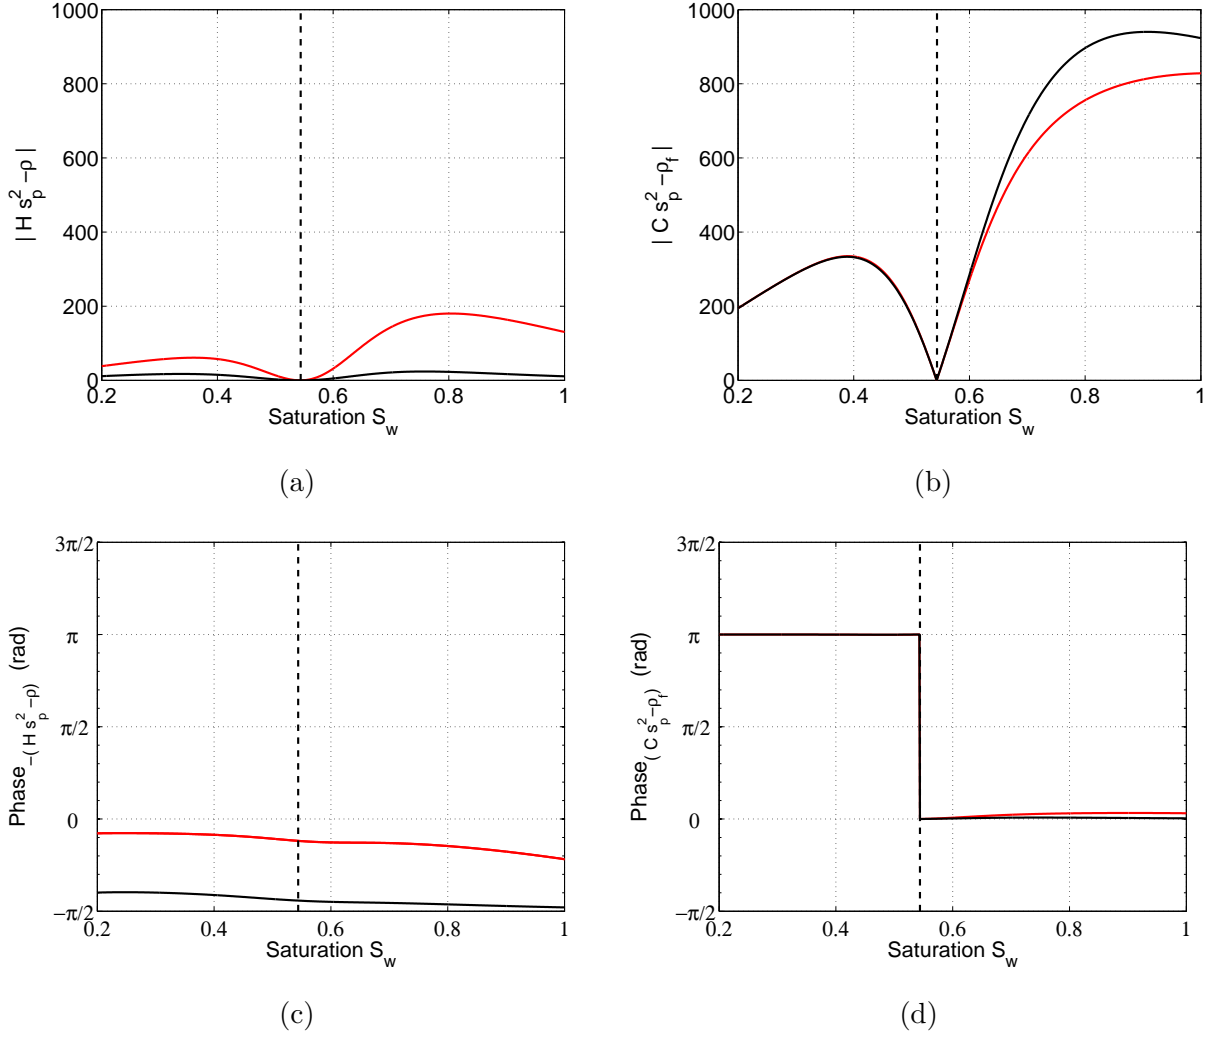 1000
800
600
400
200
0
| H s_p^2 −ρ |
0.2 0.4 0.6 0.8 1
Saturation S_w
(a)
1000
800
600
400
200
0
| C s_p^2 −ρ_f |
0.2 0.4 0.6 0.8 1
Saturation S_w
(b)
3π/2
π
π/2
0
−π/2
Phase_−( H s_p^2 −ρ) (rad)
0.2 0.4 0.6 0.8 1
Saturation S_w
(c)
3π/2
π
π/2
0
−π/2
Phase_( C s_p^2 −ρ_f) (rad)
0.2 0.4 0.6 0.8 1
Saturation S_w
(d)